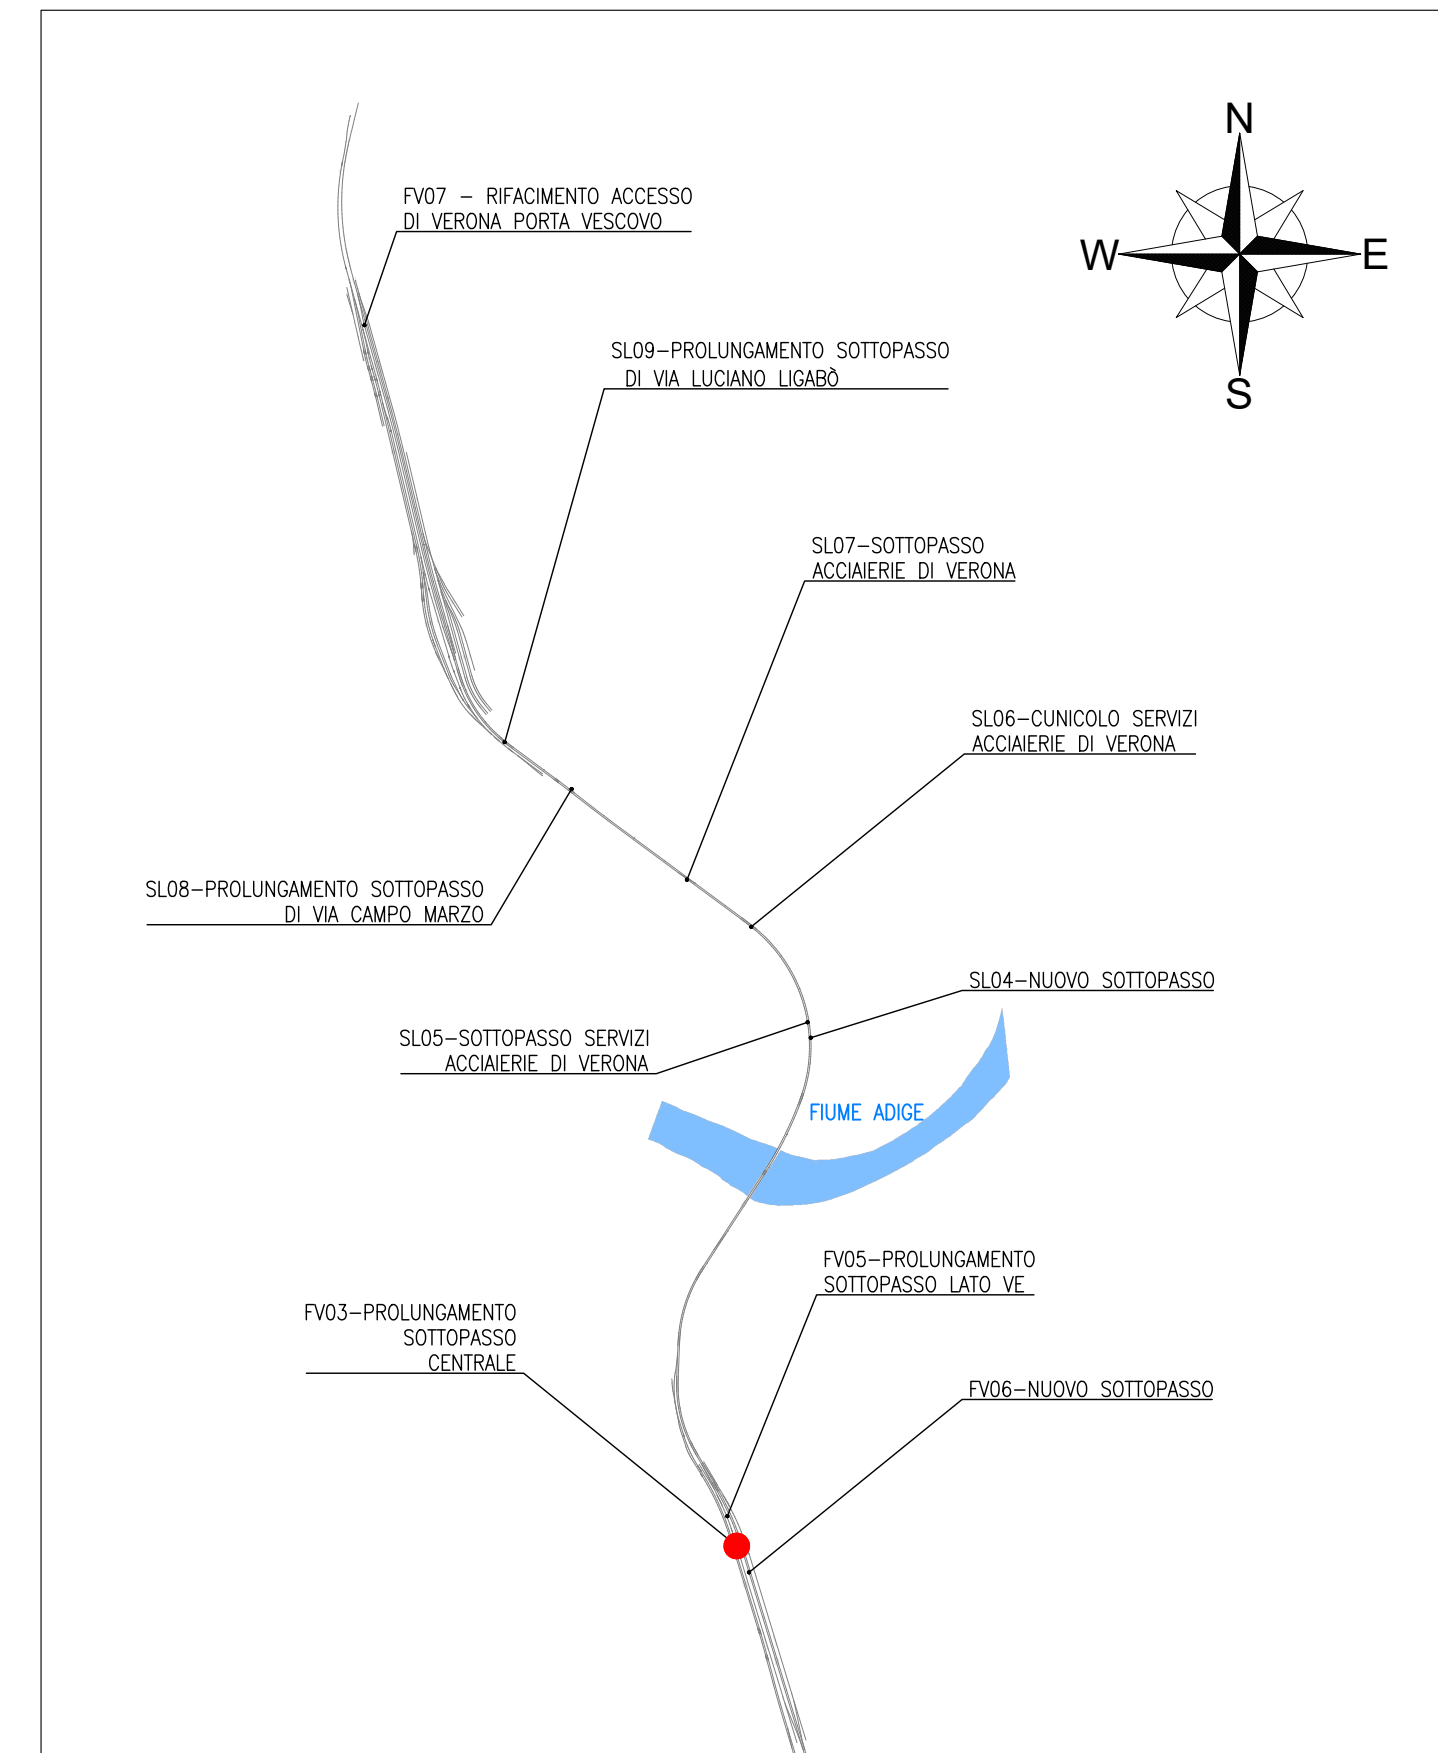 N
W
E
S
FV07 - RIFACIMENTO ACCESSO
DI VERONA PORTA VESCOVO
SL09-PROLUNGAMENTO SOTTOPASSO
DI VIA LUCIANO LIGABÒ
SL07-SOTTOPASSO
ACCIAIERIE DI VERONA
SL06-CUNICOLO SERVIZI
ACCIAIERIE DI VERONA
SL08-PROLUNGAMENTO SOTTOPASSO
DI VIA CAMPO MARZO
SL04-NUOVO SOTTOPASSO
SL05-SOTTOPASSO SERVIZI
ACCIAIERIE DI VERONA
FIUME ADIGE
FV05-PROLUNGAMENTO
SOTTOPASSO LATO VE
FV03-PROLUNGAMENTO
SOTTOPASSO
CENTRALE
FV06-NUOVO SOTTOPASSO